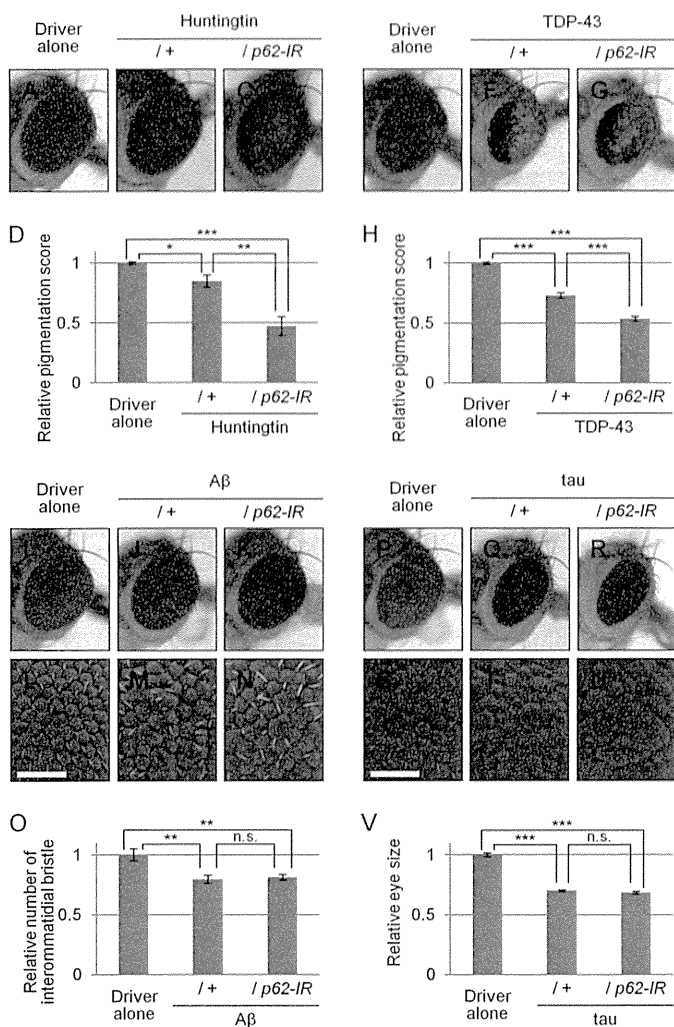 Driver
alone
Huntingtin
/ +
/ p62-IR
Driver
alone
TDP-43
/ +
/ p62-IR
A
B
C
E
F
G
D
Relative pigmentation score
1
0.5
0
*
**
***
Driver
alone
/ +
/ p62-IR
Huntingtin
H
Relative pigmentation score
1
0.5
0
***
***
***
Driver
alone
/ +
/ p62-IR
TDP-43
Driver
alone
Aβ
/ +
/ p62-IR
Driver
alone
tau
/ +
/ p62-IR
I
J
K
P
Q
R
L
M
N
S
T
U
O
Relative number of
interommatidial bristle
1
0.5
0
**
**
n.s.
Driver
alone
/ +
/ p62-IR
Aβ
V
Relative eye size
1
0.5
0
***
***
n.s.
Driver
alone
/ +
/ p62-IR
tau